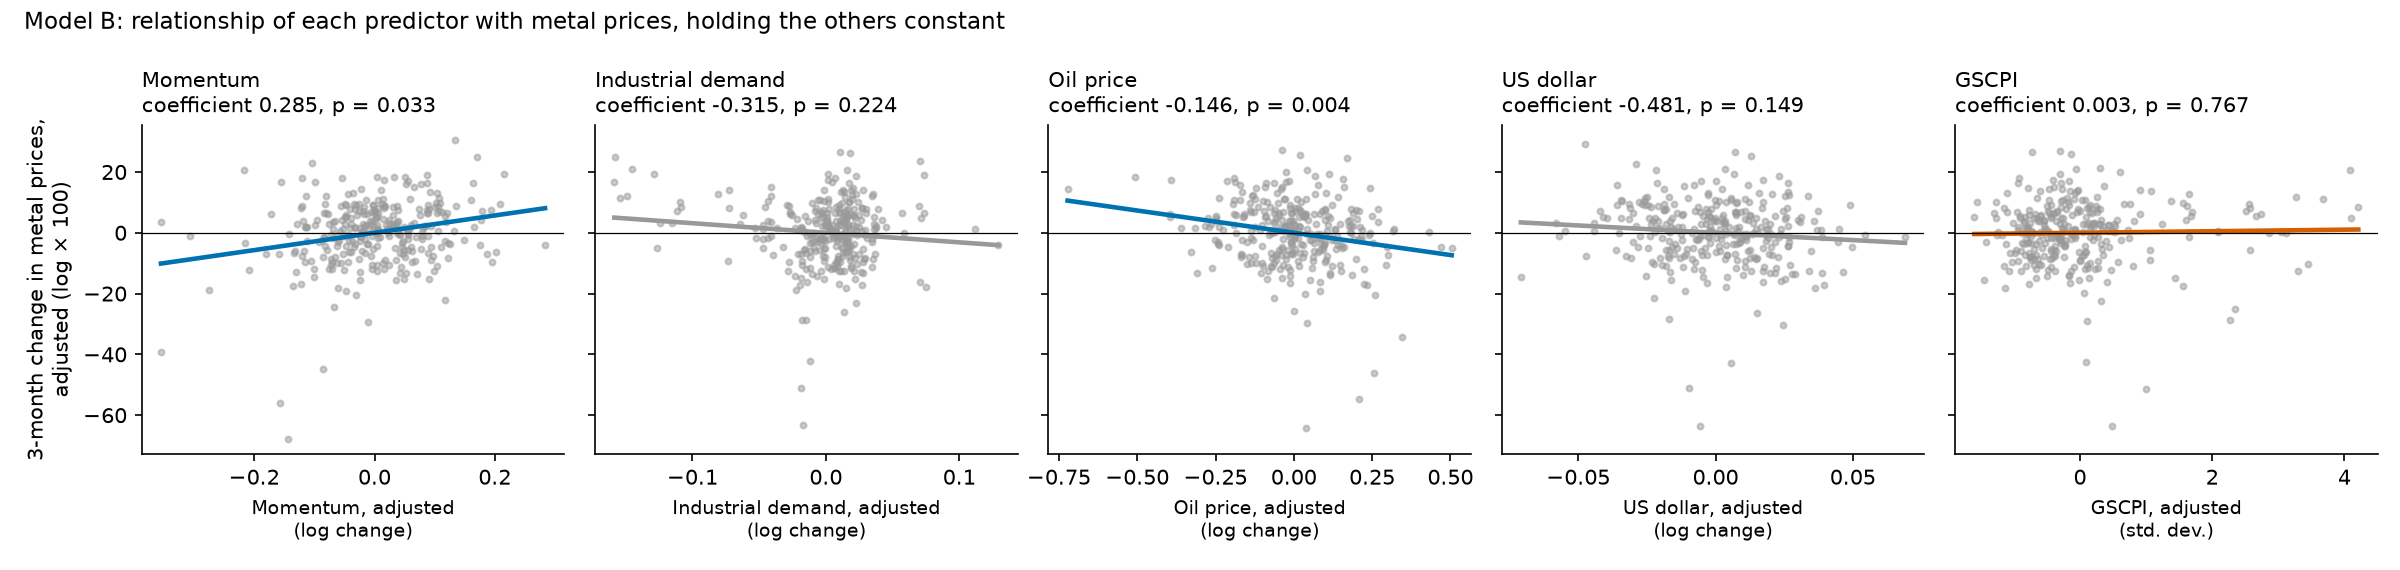 Model B: relationship of each predictor with metal prices, holding the others constant
Momentum
coefficient 0.285, p = 0.033
Industrial demand
coefficient -0.315, p = 0.224
Oil price
coefficient -0.146, p = 0.004
US dollar
coefficient -0.481, p = 0.149
GSCPI
coefficient 0.003, p = 0.767
3-month change in metal prices,
adjusted (log × 100)
20
0
−20
−40
−60
−0.2 0.0 0.2
−0.1 0.0 0.1
−0.75 −0.50 −0.25 0.00 0.25 0.50
−0.05 0.00 0.05
0 2 4
Momentum, adjusted
(log change)
Industrial demand, adjusted
(log change)
Oil price, adjusted
(log change)
US dollar, adjusted
(log change)
GSCPI, adjusted
(std. dev.)